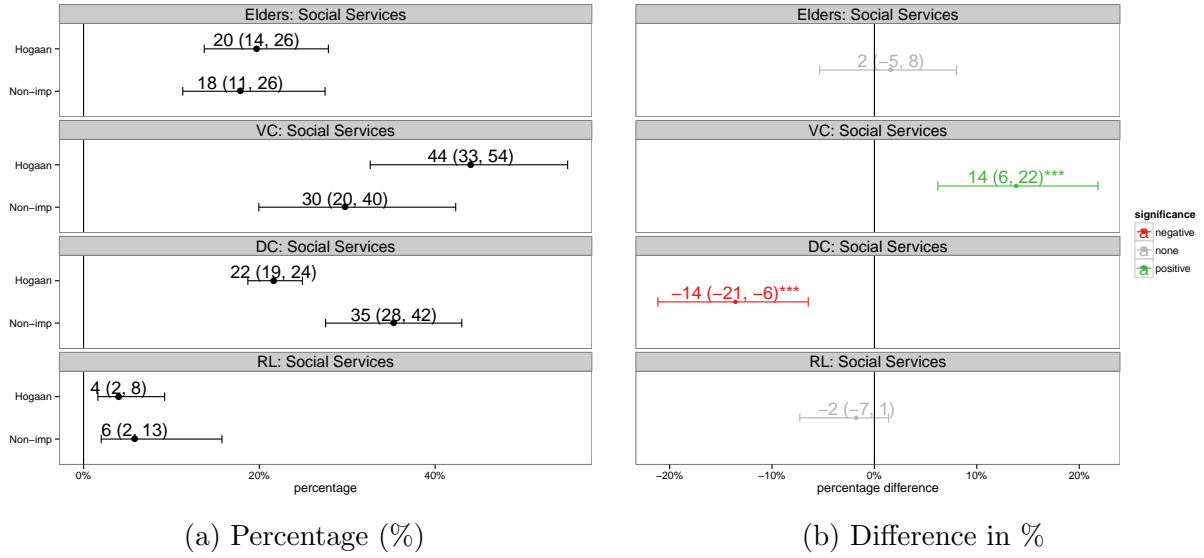 Elders: Social Services
Hogaan
20 (14, 26)
Non−imp
18 (11, 26)
VC: Social Services
Hogaan
44 (33, 54)
Non−imp
30 (20, 40)
DC: Social Services
Hogaan
22 (19, 24)
Non−imp
35 (28, 42)
RL: Social Services
Hogaan
4 (2, 8)
Non−imp
6 (2, 13)
0% 20% 40%
percentage
(a) Percentage (%)
Elders: Social Services
2 (−5, 8)
VC: Social Services
14 (6, 22)***
DC: Social Services
−14 (−21, −6)***
RL: Social Services
−2 (−7, 1)
−20% −10% 0% 10% 20%
percentage difference
significance
a negative
a none
a positive
(b) Difference in %